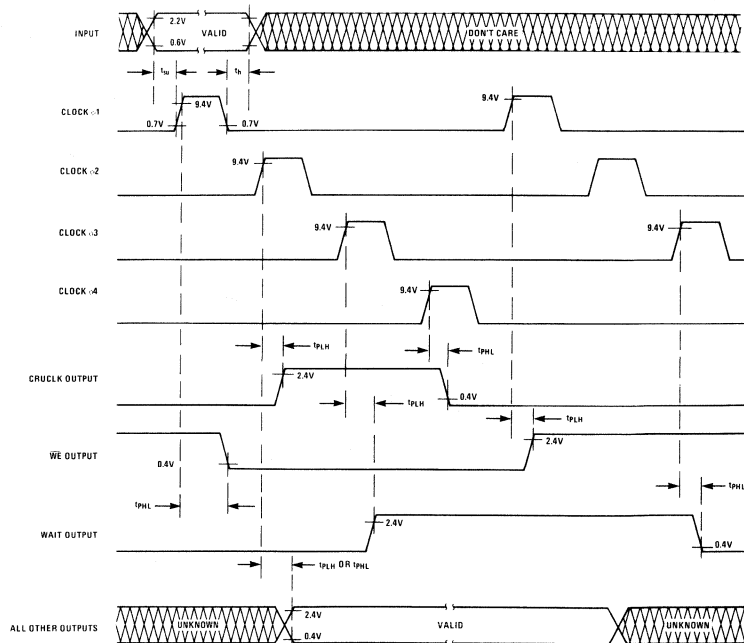 INPUT
2.2V
0.6V
VALID
DON'T CARE
tsu
th
CLOCK φ1
9.4V
0.7V
0.7V
9.4V
CLOCK φ2
9.4V
CLOCK φ3
9.4V
9.4V
CLOCK φ4
9.4V
tPLH
tPHL
CRUCLK OUTPUT
2.4V
0.4V
tPLH
tPLH
WE OUTPUT
0.4V
2.4V
tPHL
tPHL
WAIT OUTPUT
2.4V
0.4V
tPLH OR tPHL
ALL OTHER OUTPUTS
UNKNOWN
2.4V
0.4V
VALID
UNKNOWN